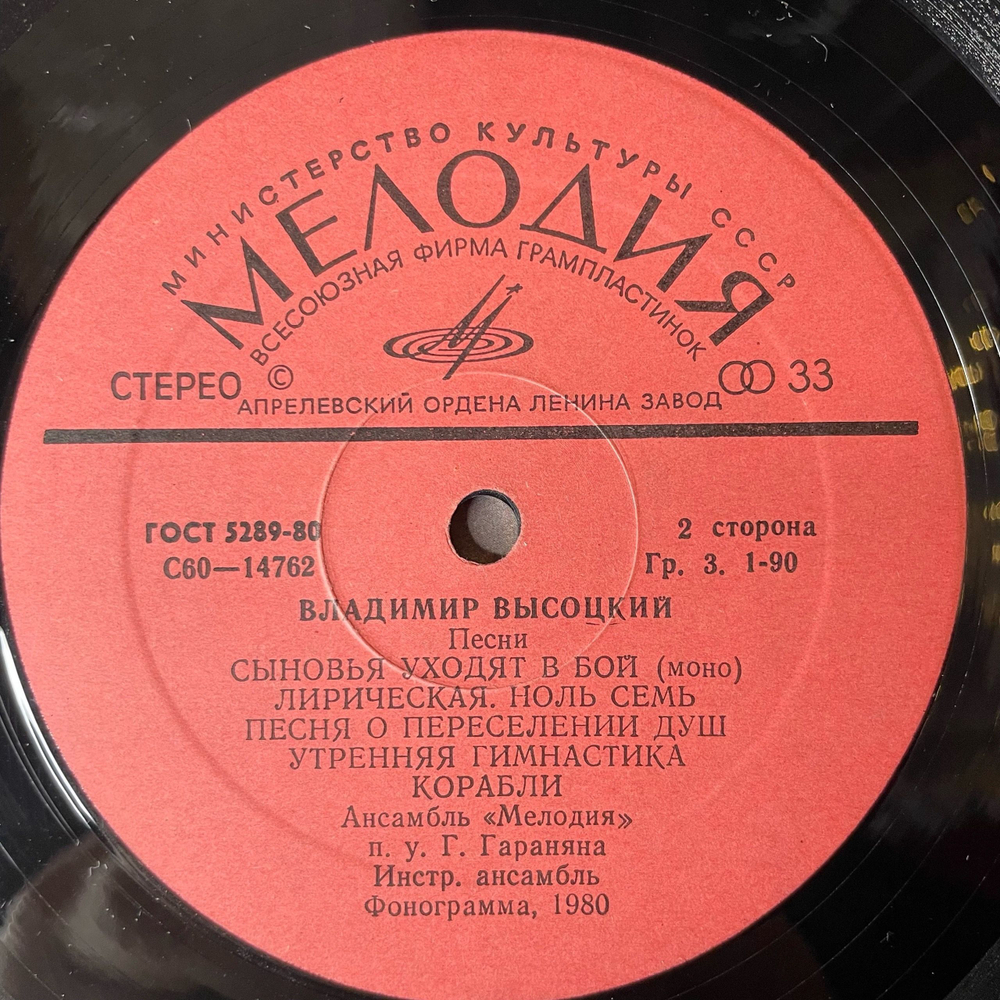 МИНИСТЕРСТВО КУЛЬТУРЫ СССР
МЕЛОДИЯ
ВСЕСОЮЗНАЯ ФИРМА ГРАМПЛАСТИНОК
СТЕРЕО © 33
АПРЕЛЕВСКИЙ ОРДЕНА ЛЕНИНА ЗАВОД
ГОСТ 5289-80 2 сторона
С60—14762 Гр. 3. 1-90
ВЛАДИМИР ВЫСОЦКИЙ
Песни
СЫНОВЬЯ УХОДЯТ В БОЙ (моно)
ЛИРИЧЕСКАЯ. НОЛЬ СЕМЬ
ПЕСНЯ О ПЕРЕСЕЛЕНИИ ДУШ
УТРЕННЯЯ ГИМНАСТИКА
КОРАБЛИ
Ансамбль «Мелодия»
п. у. Г. Гараняна
Инстр. ансамбль
Фонограмма, 1980